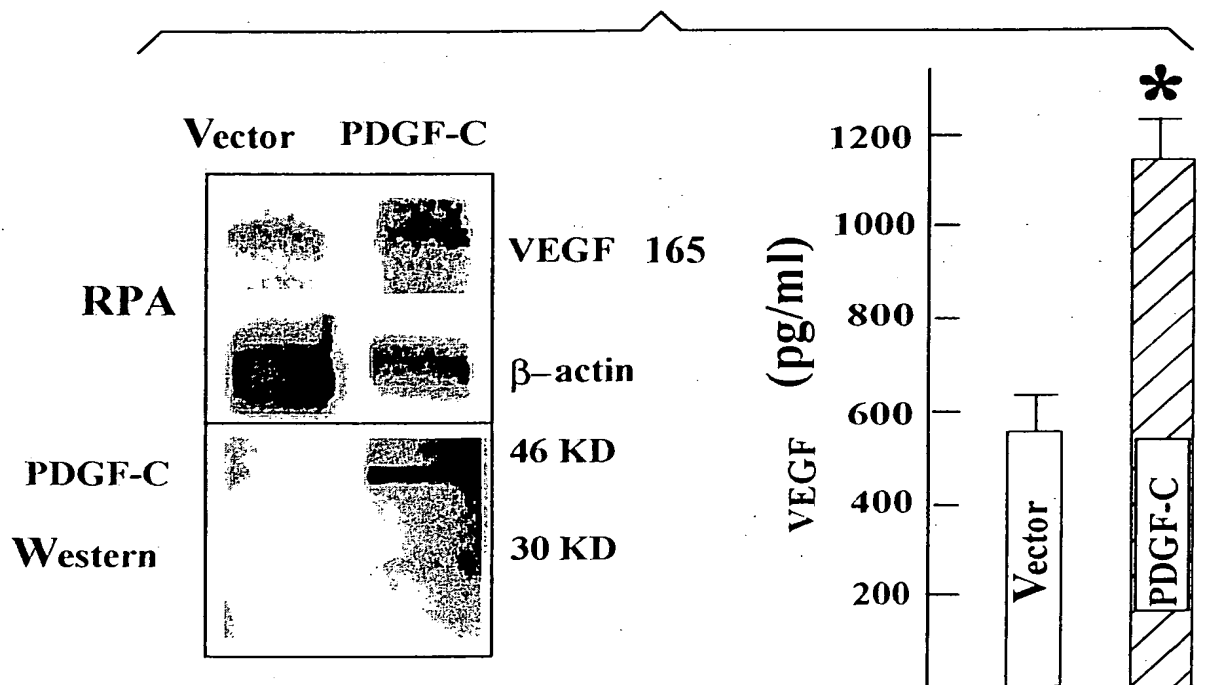 Vector PDGF-C
RPA
VEGF 165
β-actin
PDGF-C
Western
46 KD
30 KD
VEGF (pg/ml)
1200
1000
800
600
400
200
*
Vector
PDGF-C